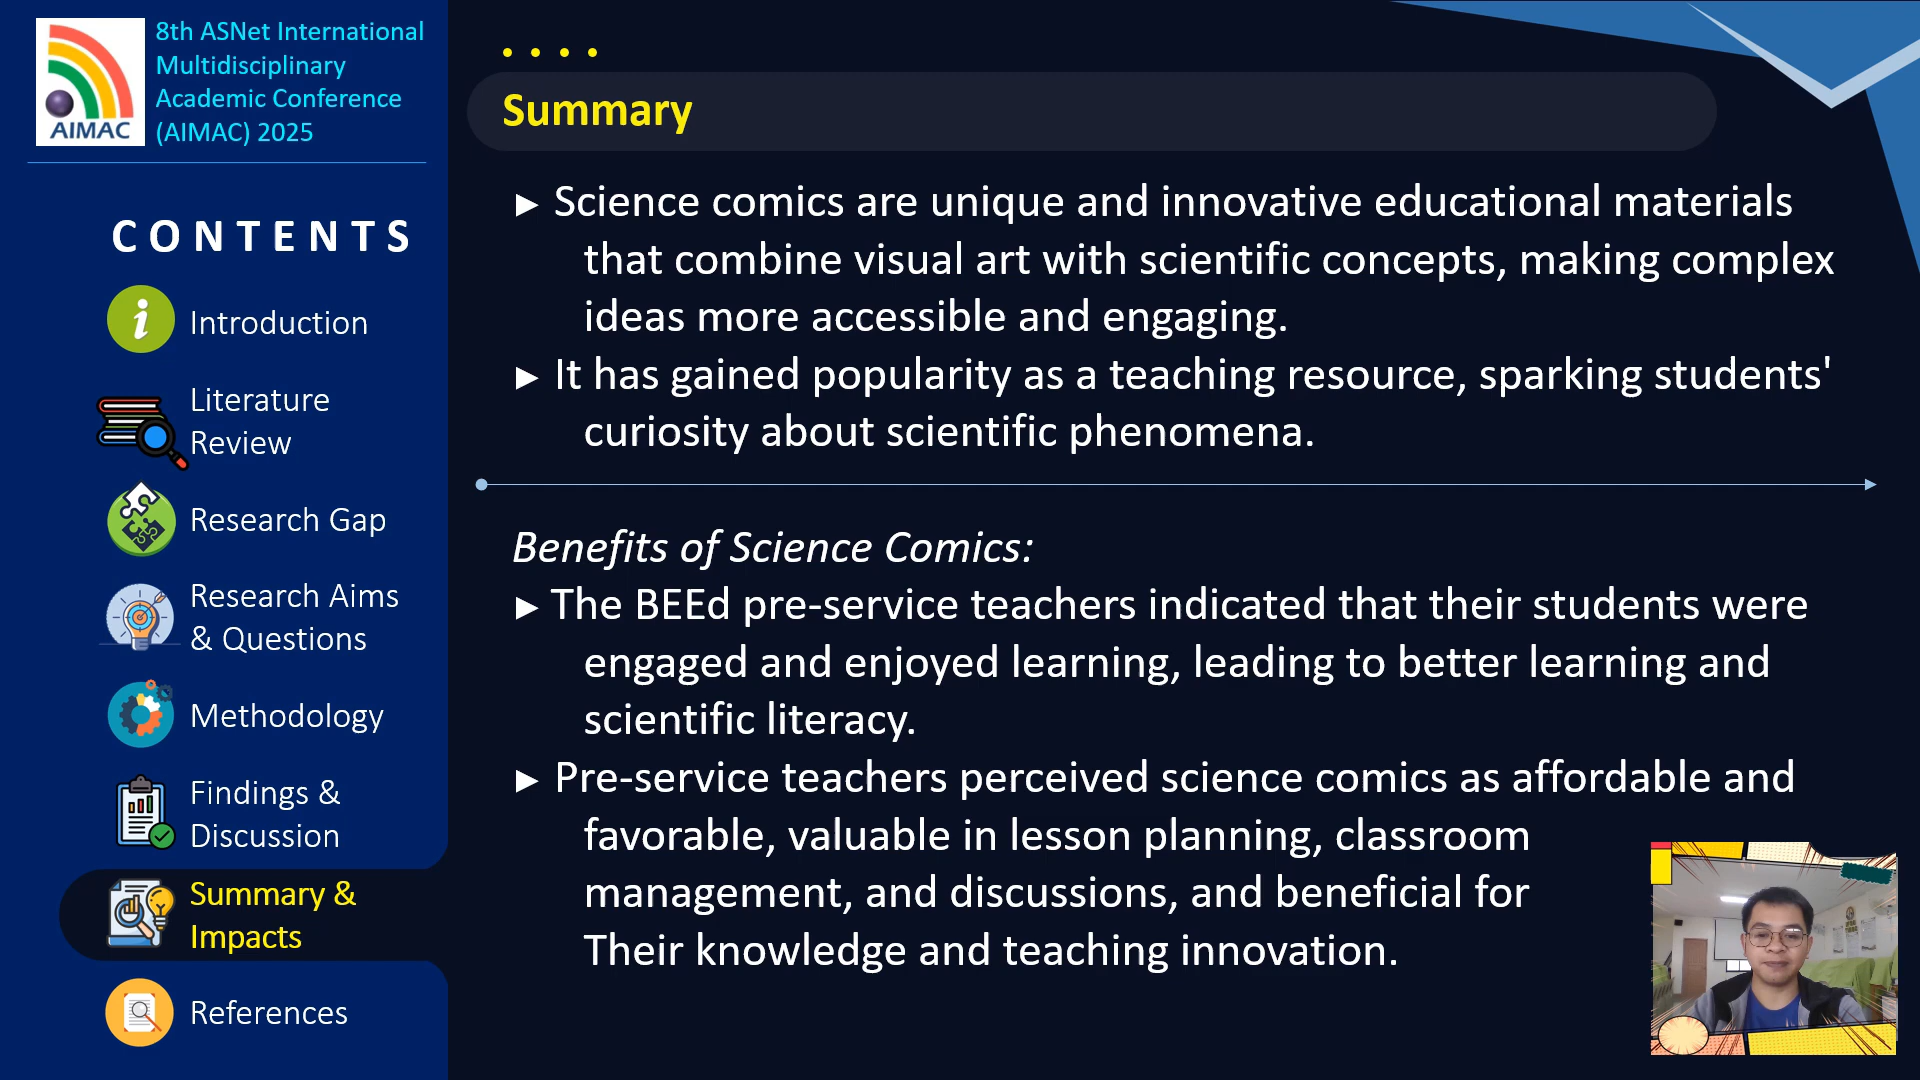 AIMAC
8th ASNet International
Multidisciplinary
Academic Conference
(AIMAC) 2025
CONTENTS
Introduction
Literature
Review
Research Gap
Research Aims
& Questions
Methodology
Findings &
Discussion
Summary &
Impacts
References
Summary
► Science comics are unique and innovative educational materials
that combine visual art with scientific concepts, making complex
ideas more accessible and engaging.
► It has gained popularity as a teaching resource, sparking students'
curiosity about scientific phenomena.
Benefits of Science Comics:
► The BEEd pre-service teachers indicated that their students were
engaged and enjoyed learning, leading to better learning and
scientific literacy.
► Pre-service teachers perceived science comics as affordable and
favorable, valuable in lesson planning, classroom
management, and discussions, and beneficial for
Their knowledge and teaching innovation.